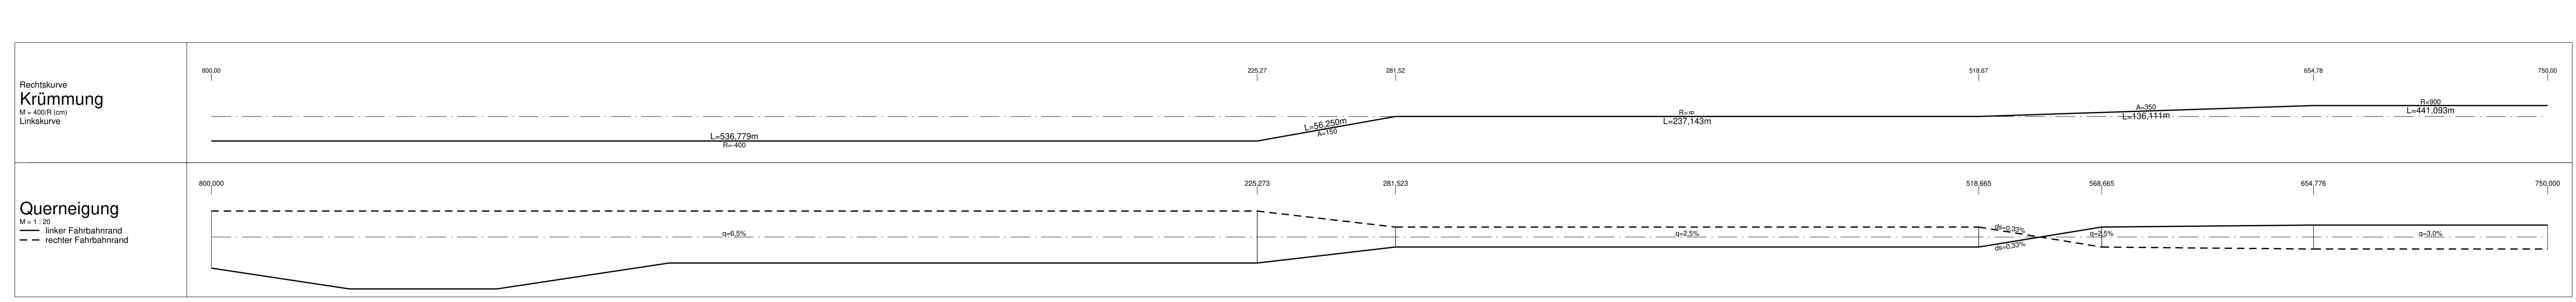 800,00
225,27
281,52
518,67
654,78
750,00
Rechtskurve
Krümmung
M = 400/R (cm)
Linkskurve
L=536,779m
R=-400
L=56,250m
A=150
R=∞
L=237,143m
A=350
L=136,111m
R=900
L=441,093m
800,000
225,273
281,523
518,665
568,665
654,776
750,000
Querneigung
M = 1 : 20
linker Fahrbahnrand
rechter Fahrbahnrand
q=6,5%
q=2,5%
ds=0,33%
ds=0,33%
q=2,5%
q=3,0%